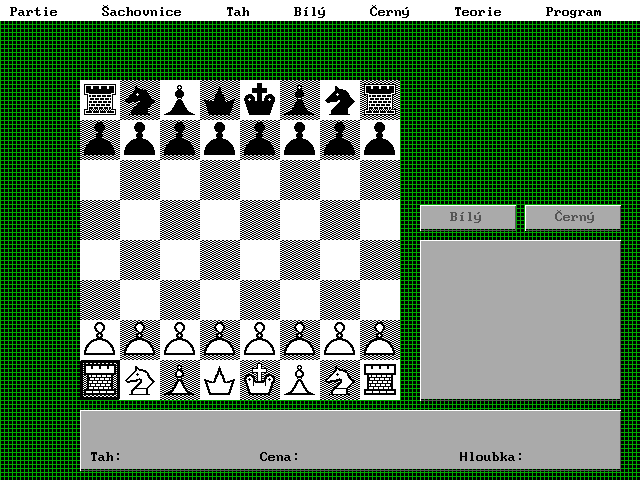 Partie Šachovnice Tah Bílý Černý Teorie Program
Bílý Černý
Tah: Cena: Hloubka: